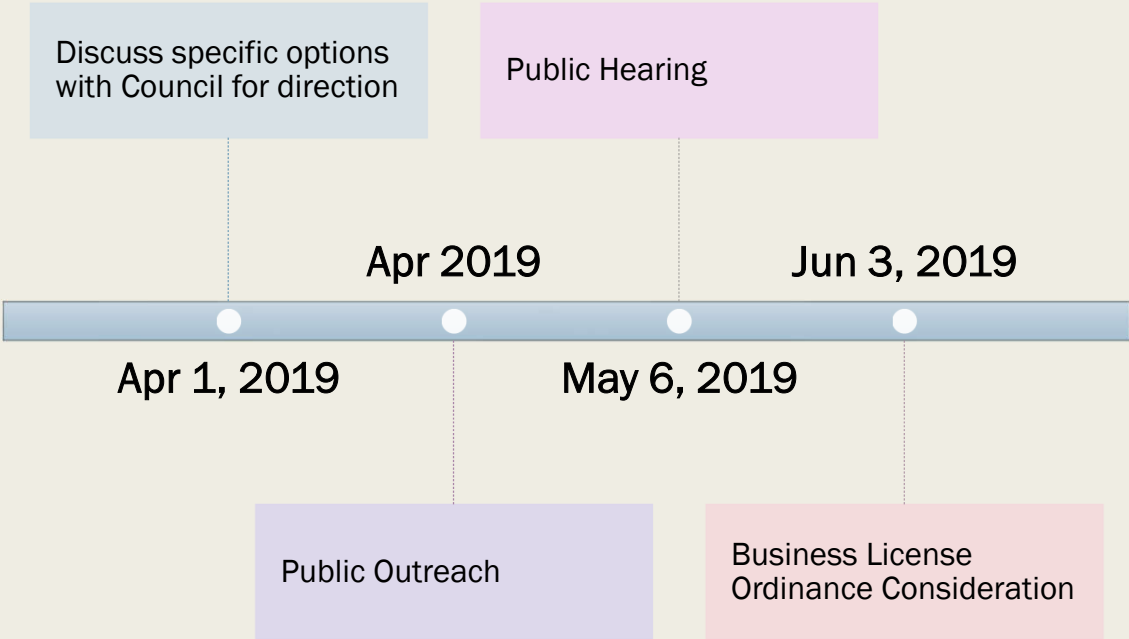 Discuss specific options
with Council for direction
Public Hearing
Apr 2019
Jun 3, 2019
Apr 1, 2019
May 6, 2019
Public Outreach
Business License
Ordinance Consideration